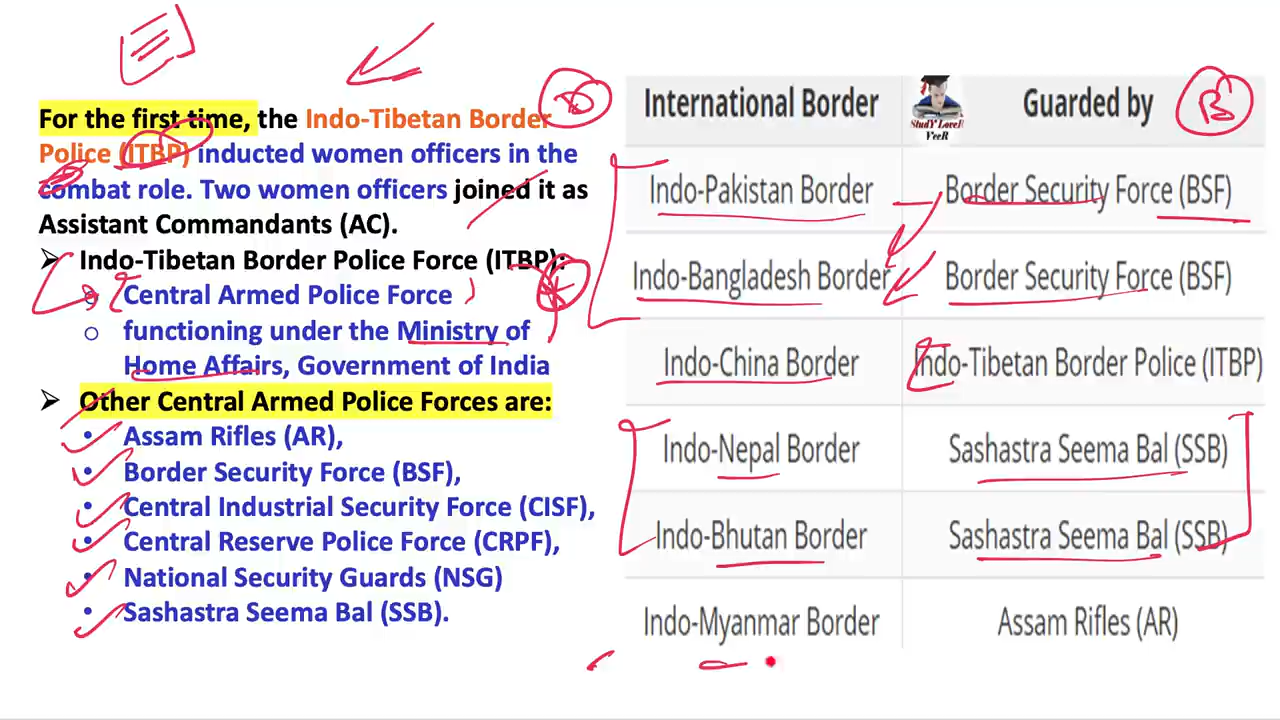 For the first time, the Indo-Tibetan Border
Police (ITBP) inducted women officers in the
combat role. Two women officers joined it as
Assistant Commandants (AC).
➢ Indo-Tibetan Border Police Force (ITBP):
o Central Armed Police Force
o functioning under the Ministry of
Home Affairs, Government of India
➢ Other Central Armed Police Forces are:
• Assam Rifles (AR),
• Border Security Force (BSF),
• Central Industrial Security Force (CISF),
• Central Reserve Police Force (CRPF),
• National Security Guards (NSG)
• Sashastra Seema Bal (SSB).
International Border Guarded by
StudY LoveR
VeeR
B
Indo-Pakistan Border Border Security Force (BSF)
Indo-Bangladesh Border Border Security Force (BSF)
Indo-China Border Indo-Tibetan Border Police (ITBP)
Indo-Nepal Border Sashastra Seema Bal (SSB)
Indo-Bhutan Border Sashastra Seema Bal (SSB)
Indo-Myanmar Border Assam Rifles (AR)